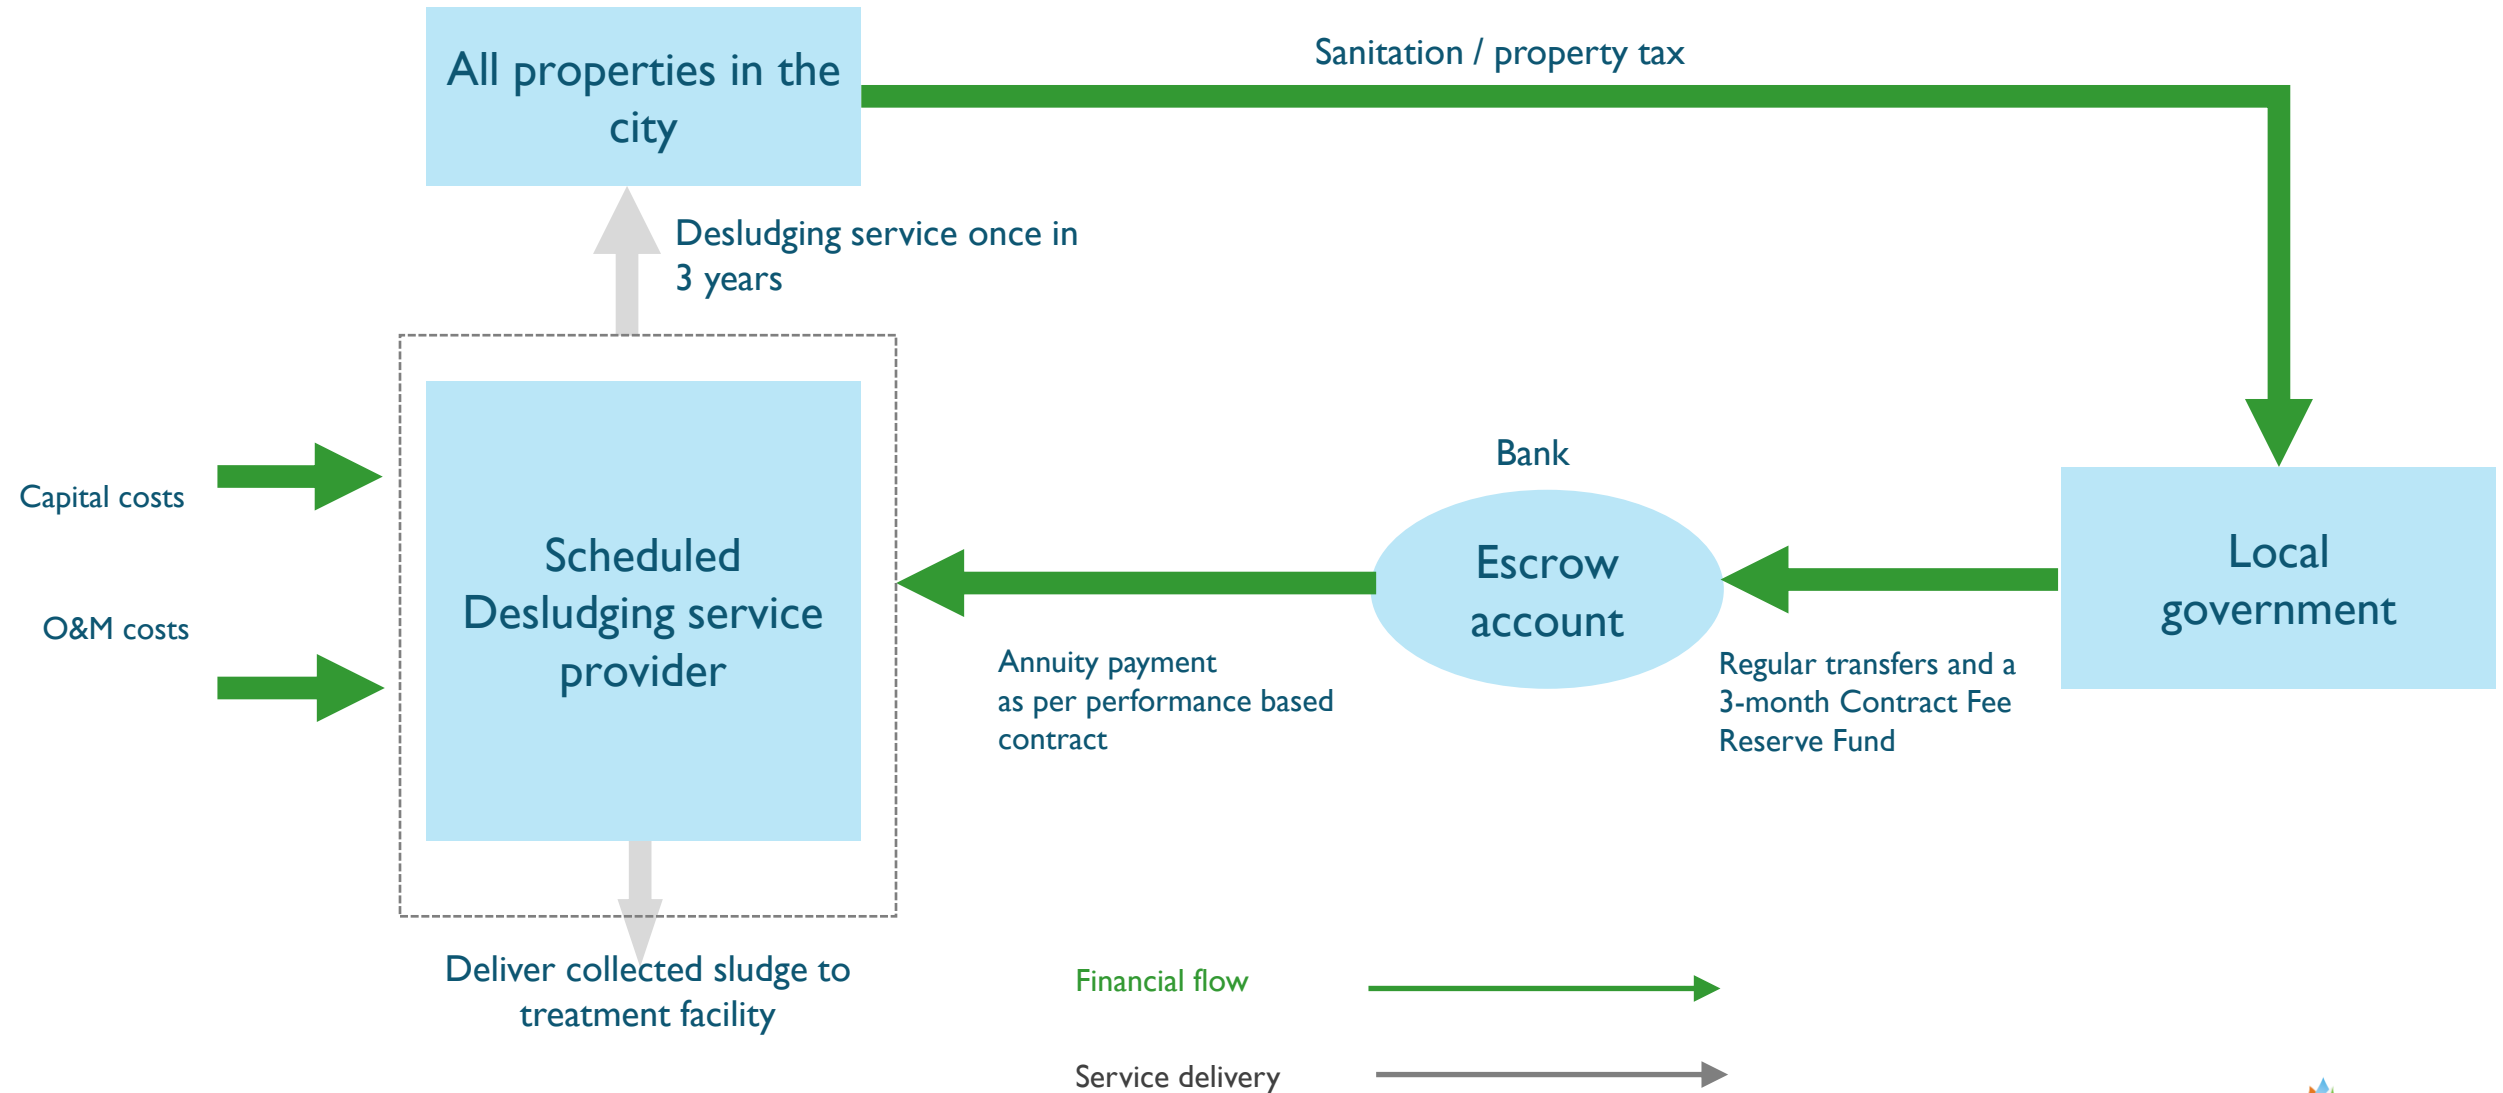 All properties in the
city
Sanitation / property tax
Desludging service once in
3 years
Capital costs
O&M costs
Scheduled
Desludging service
provider
Bank
Escrow
account
Local
government
Annuity payment
as per performance based
contract
Regular transfers and a
3-month Contract Fee
Reserve Fund
Deliver collected sludge to
treatment facility
Financial flow
Service delivery